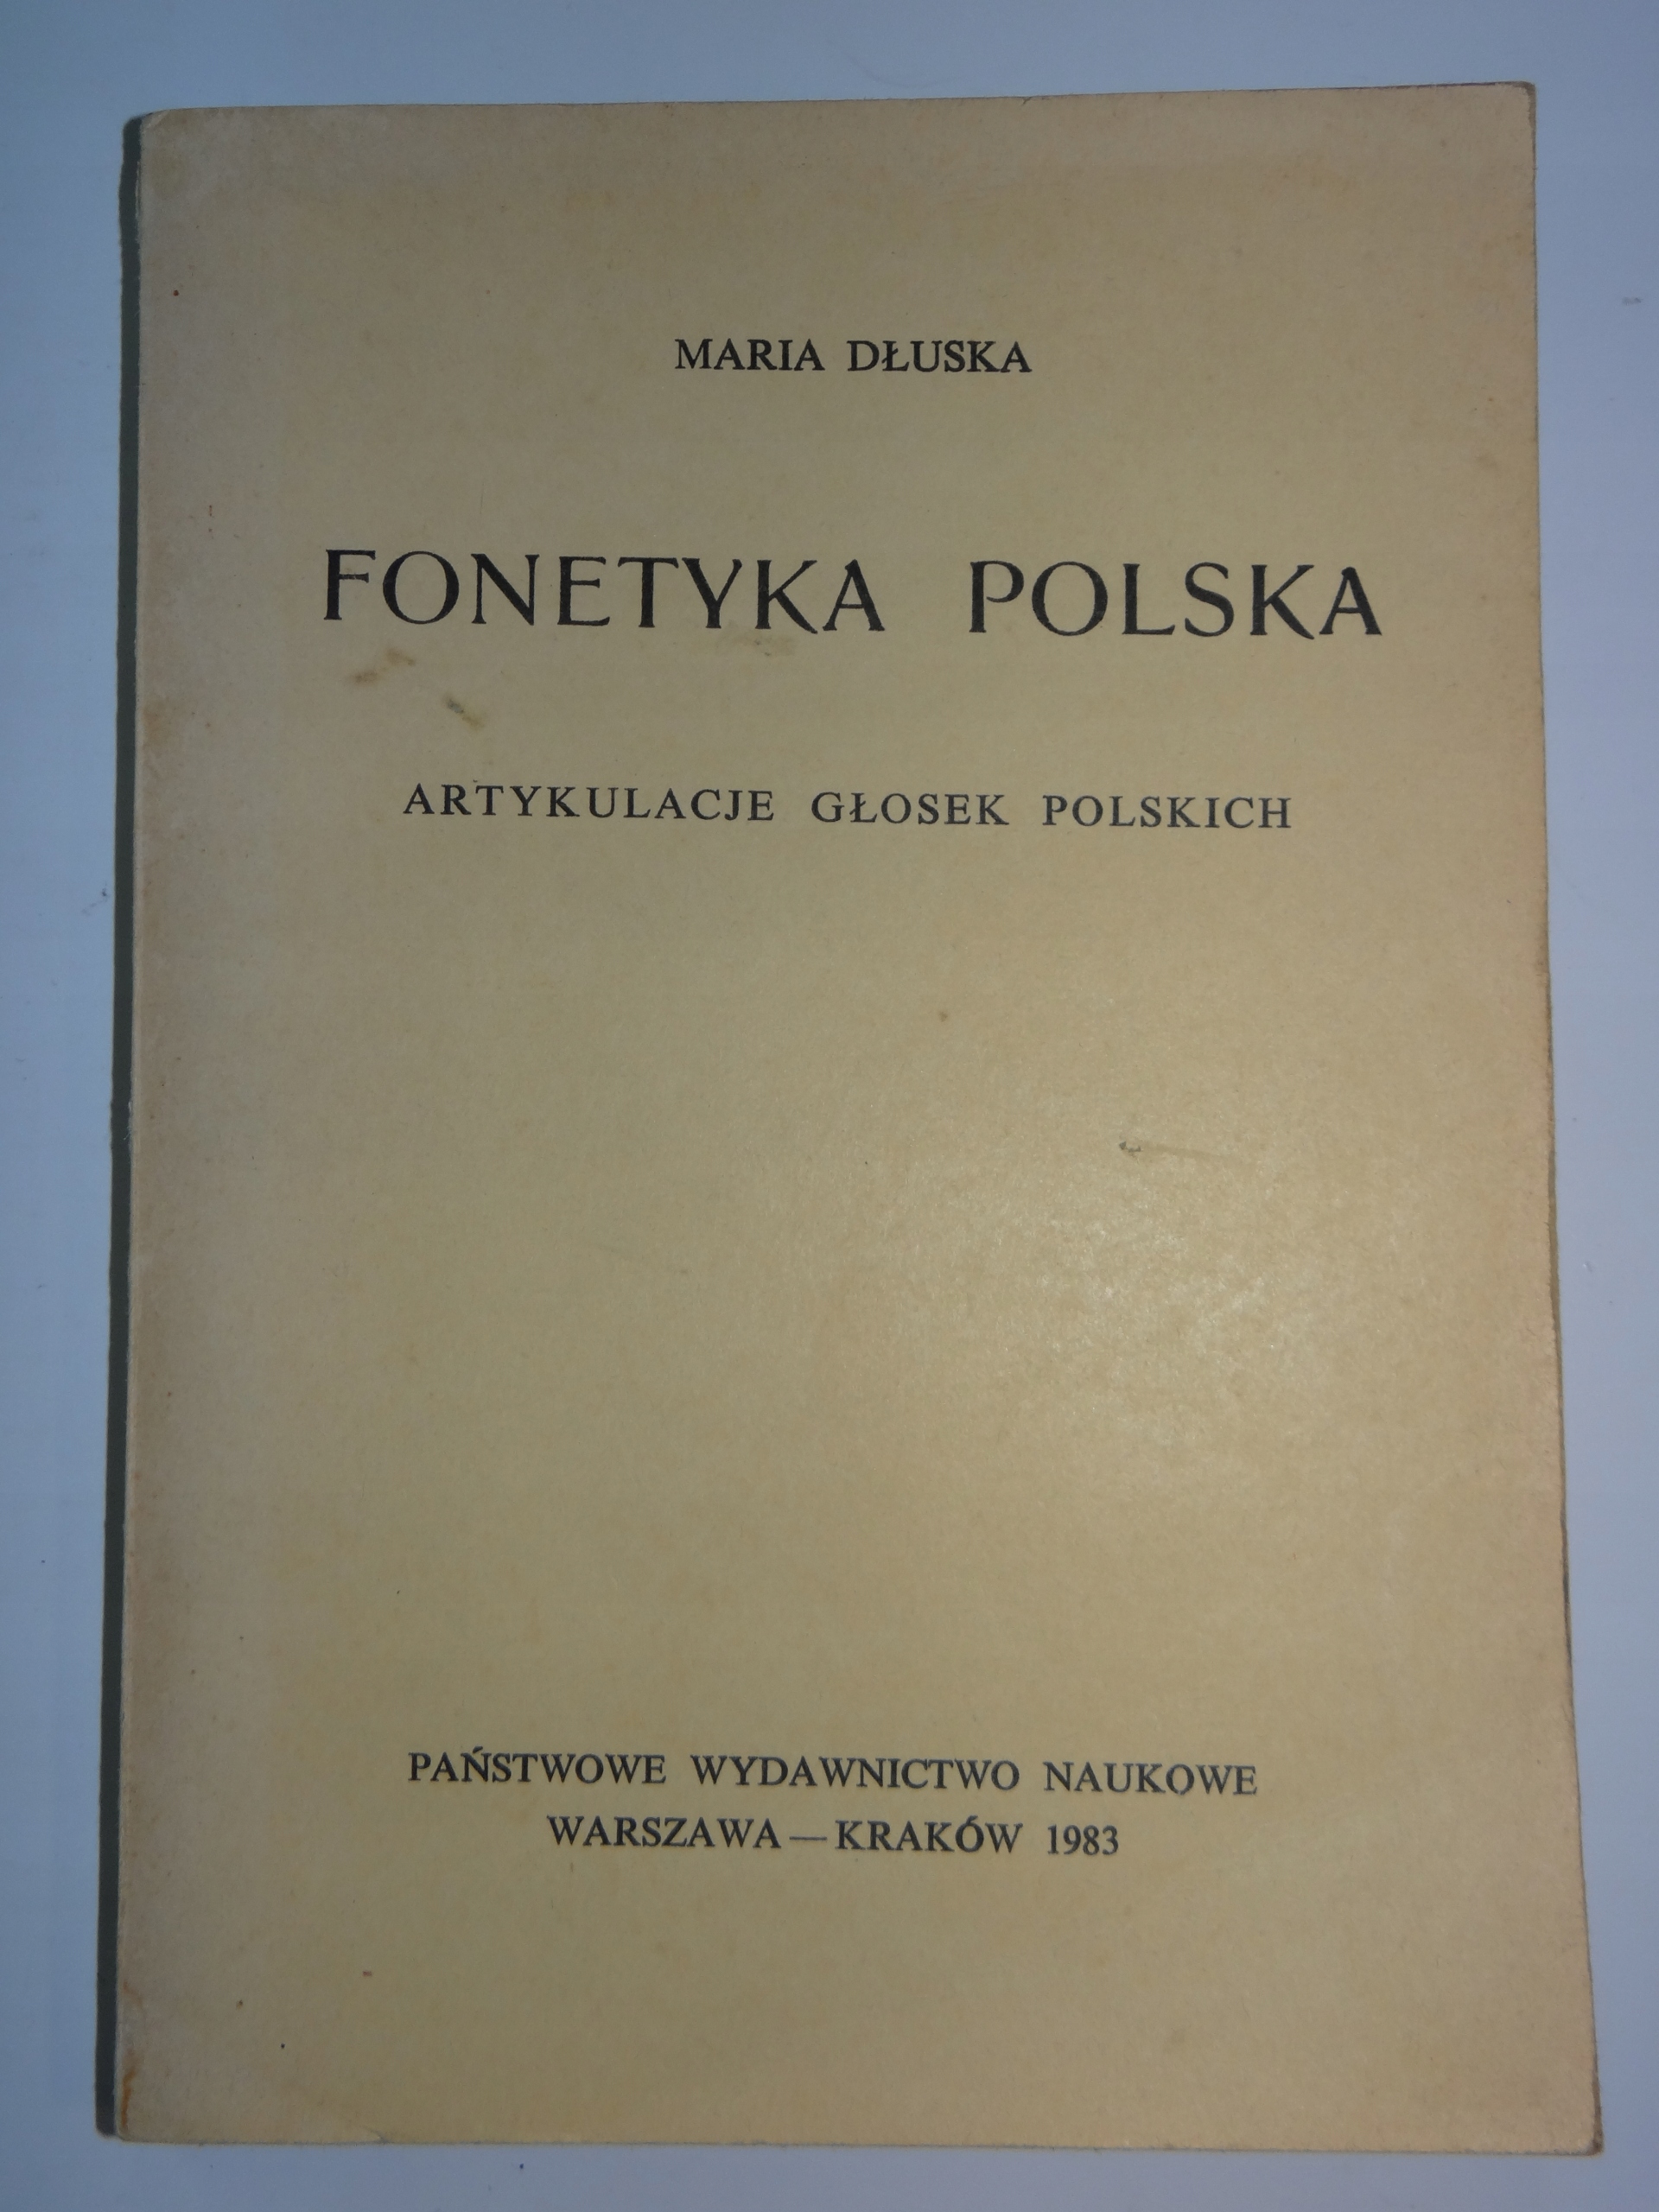 MARIA DŁUSKA
FONETYKA POLSKA
ARTYKULACJE GŁOSEK POLSKICH
PAŃSTWOWE WYDAWNICTWO NAUKOWE
WARSZAWA—KRAKÓW 1983